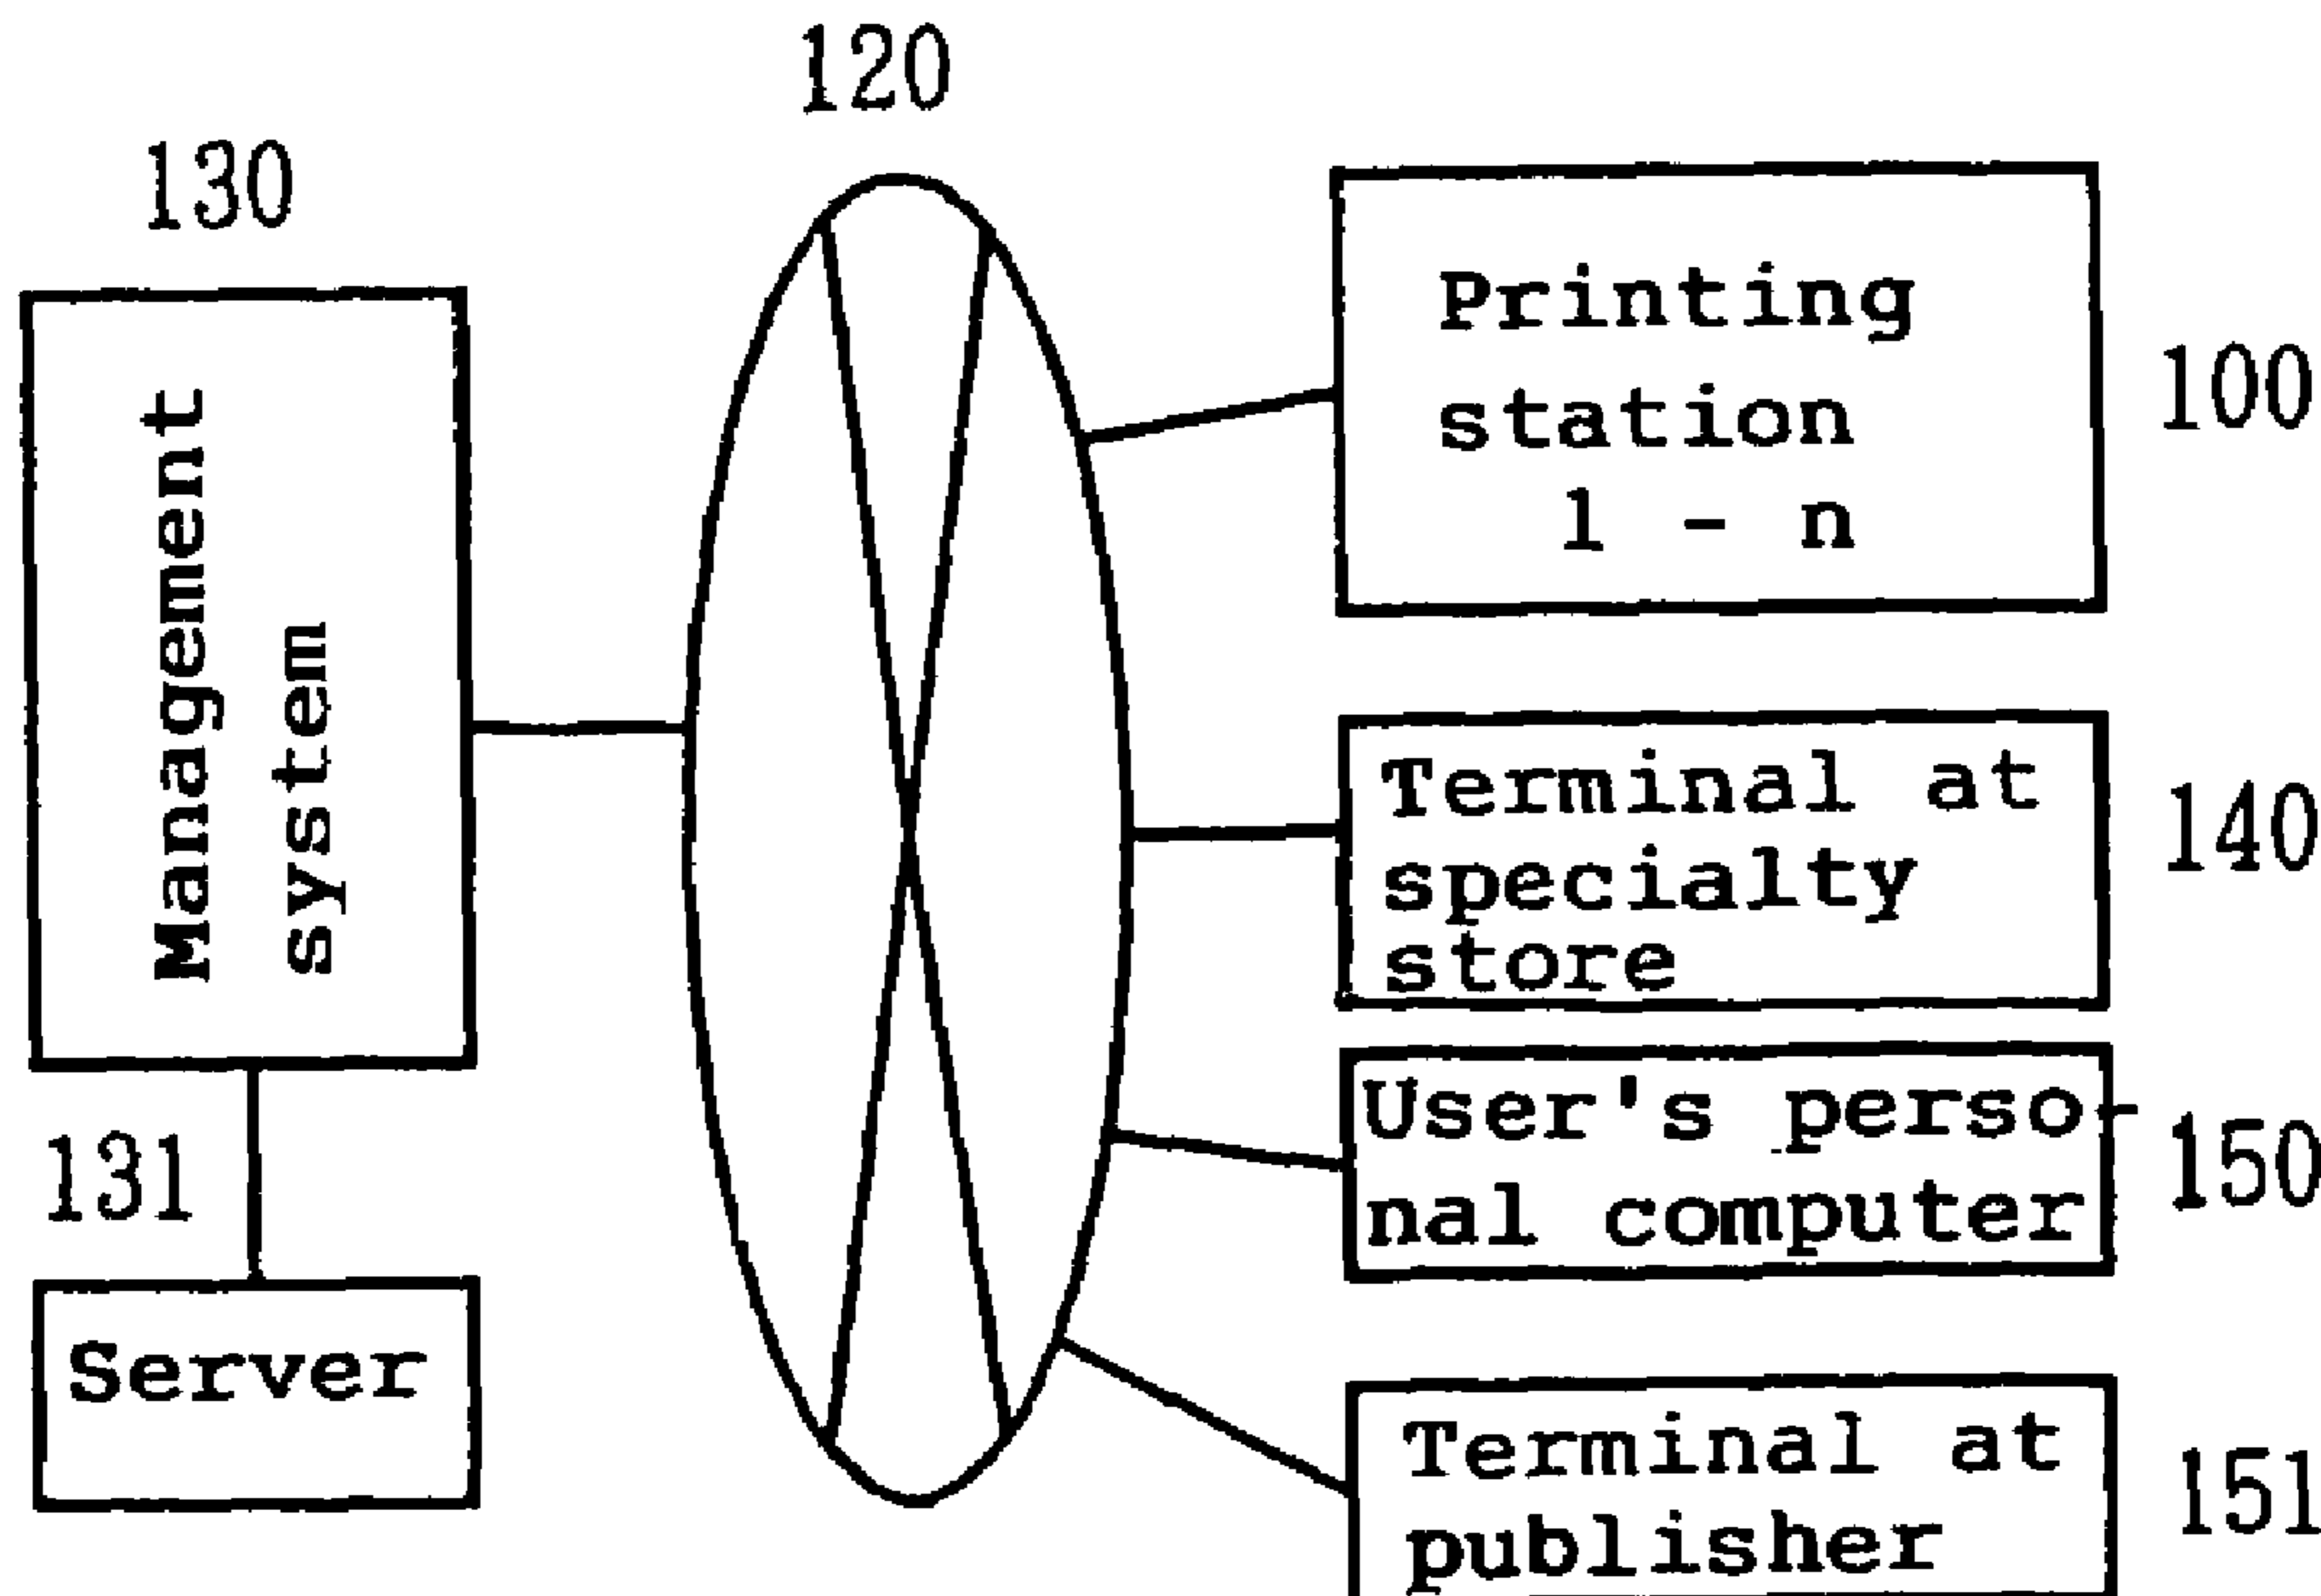 120
130
Management
system
131
Server
Printing
station
1 - n
100
Terminal at
specialty
store
140
User's perso-
nal computer
150
Terminal at
publisher
151